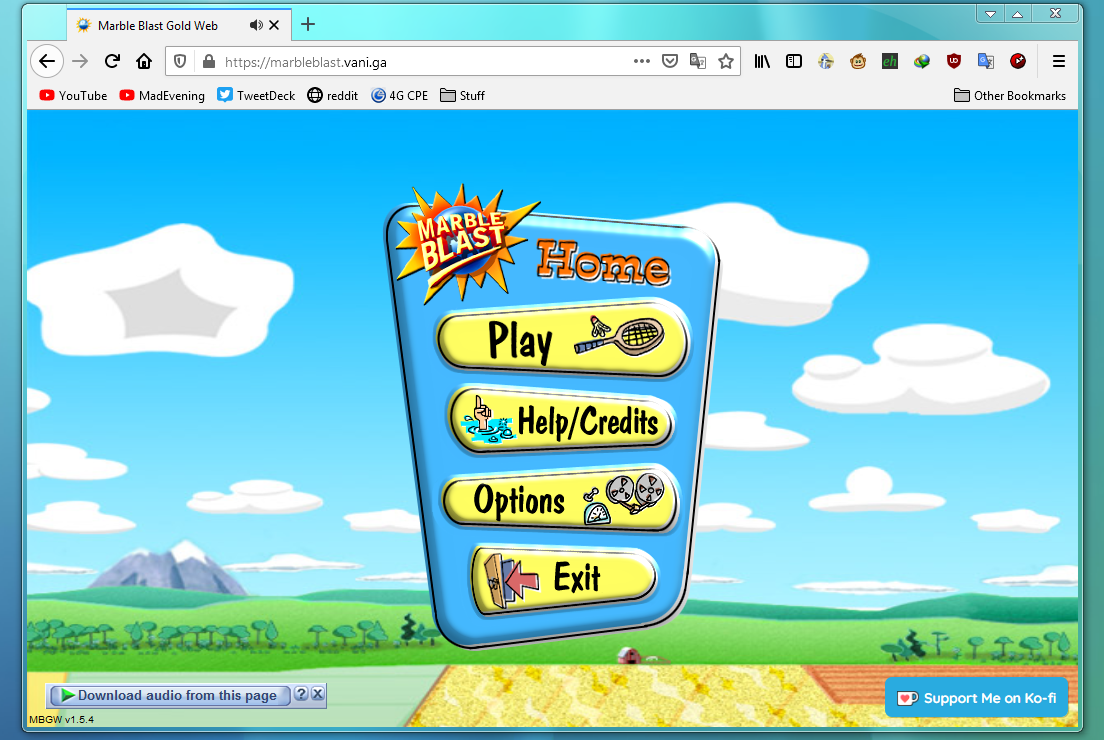 Marble Blast Gold Web
https://marbleblast.vani.ga
YouTube
MadEvening
TweetDeck
reddit
4G CPE
Stuff
Other Bookmarks
MARBLE
BLAST
Home
Play
Help/Credits
Options
Exit
Download audio from this page
?
MBGW v1.5.4
Support Me on Ko-fi